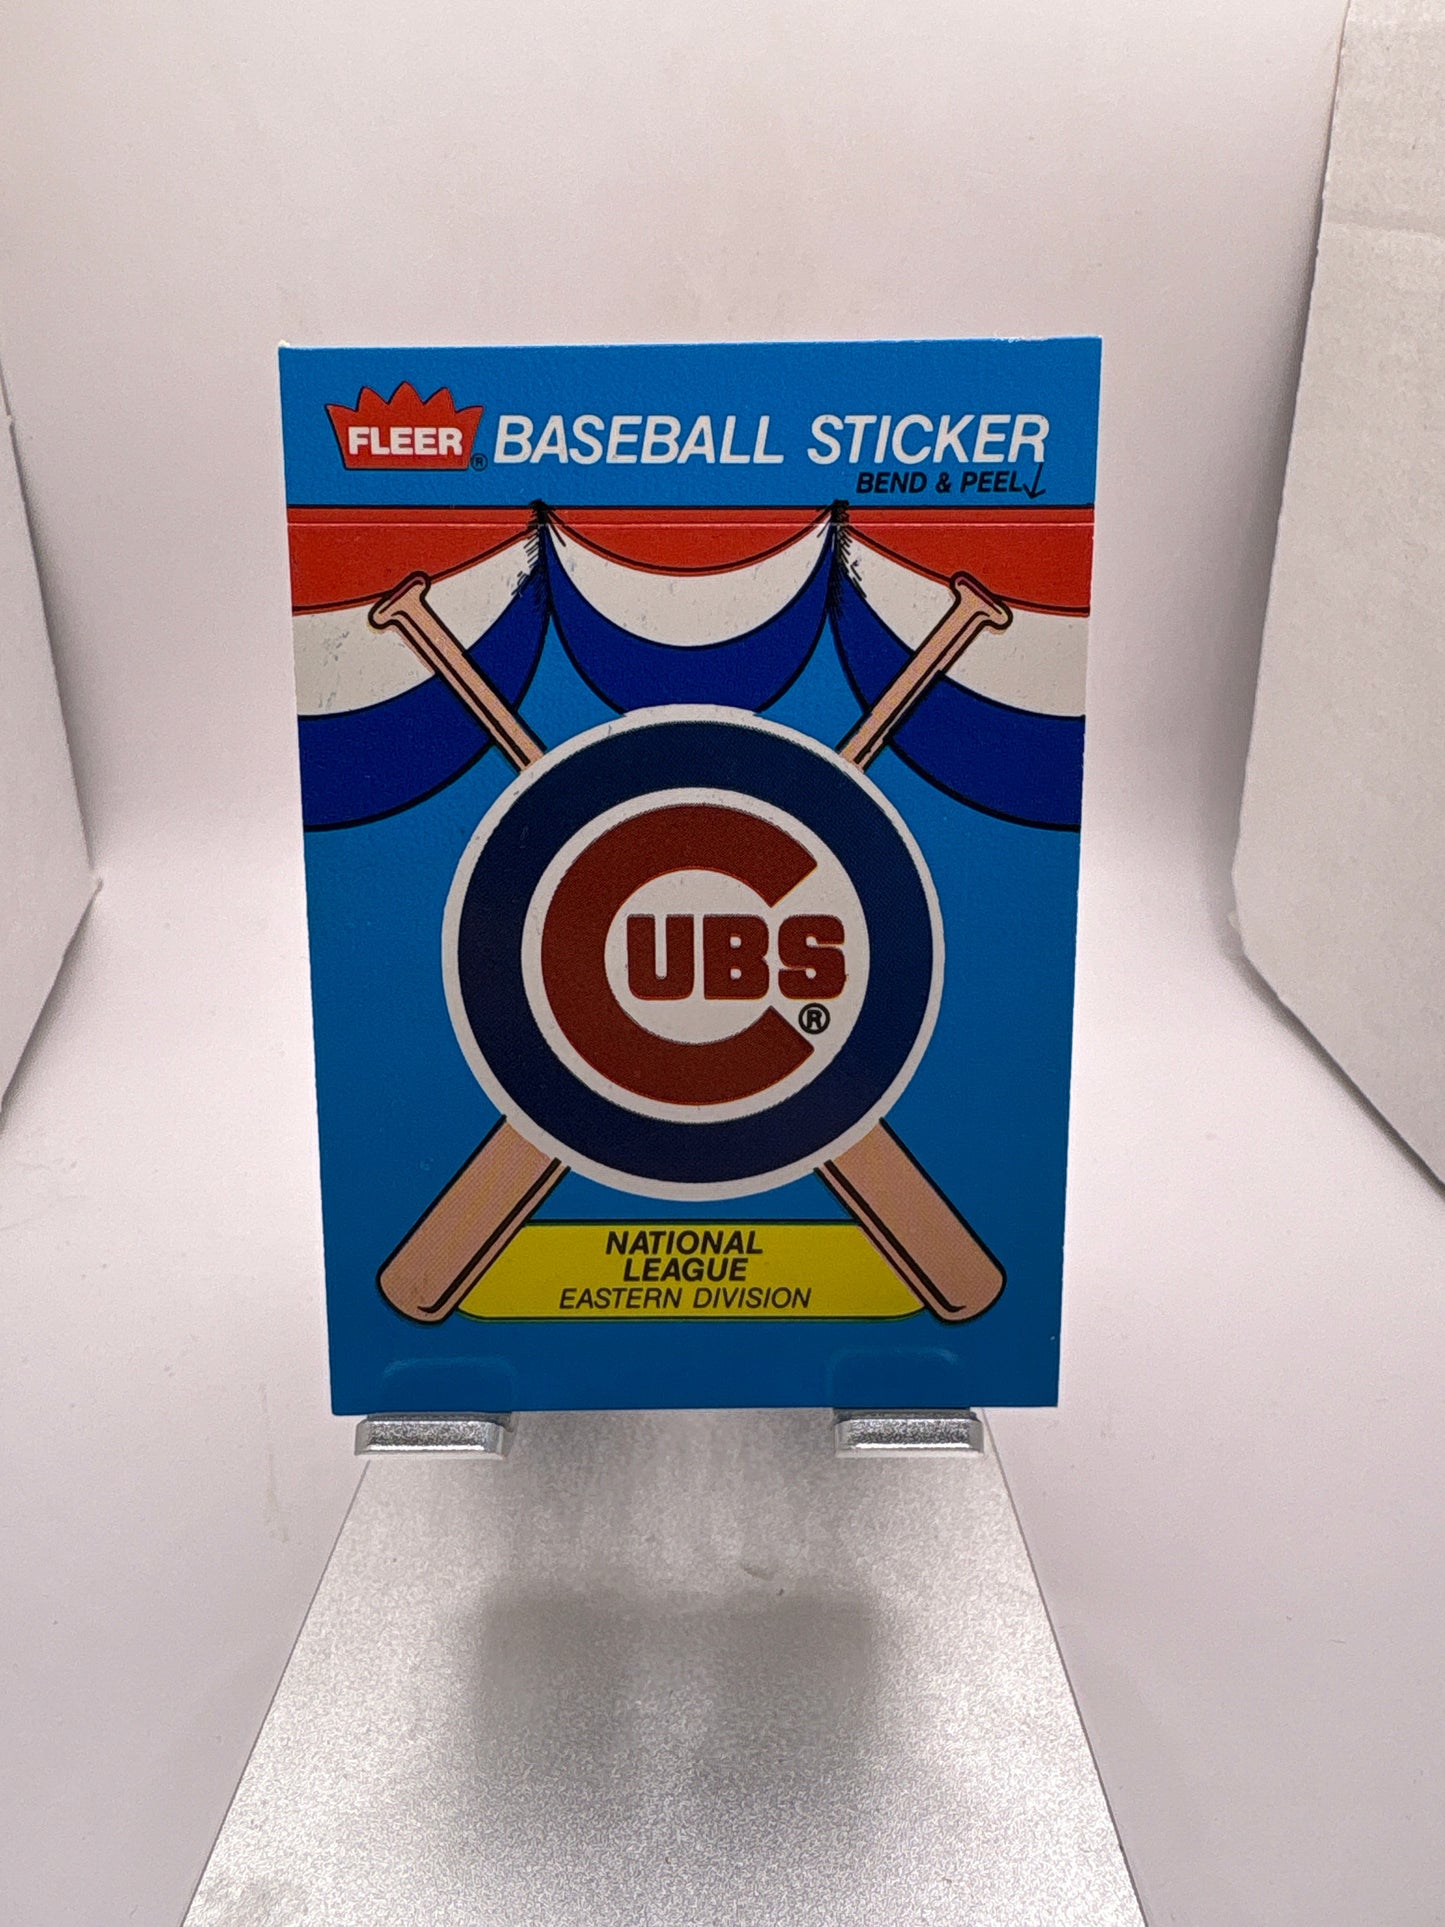 FLEER® BASEBALL STICKER
BEND & PEEL
CUBS
®
NATIONAL
LEAGUE
EASTERN DIVISION